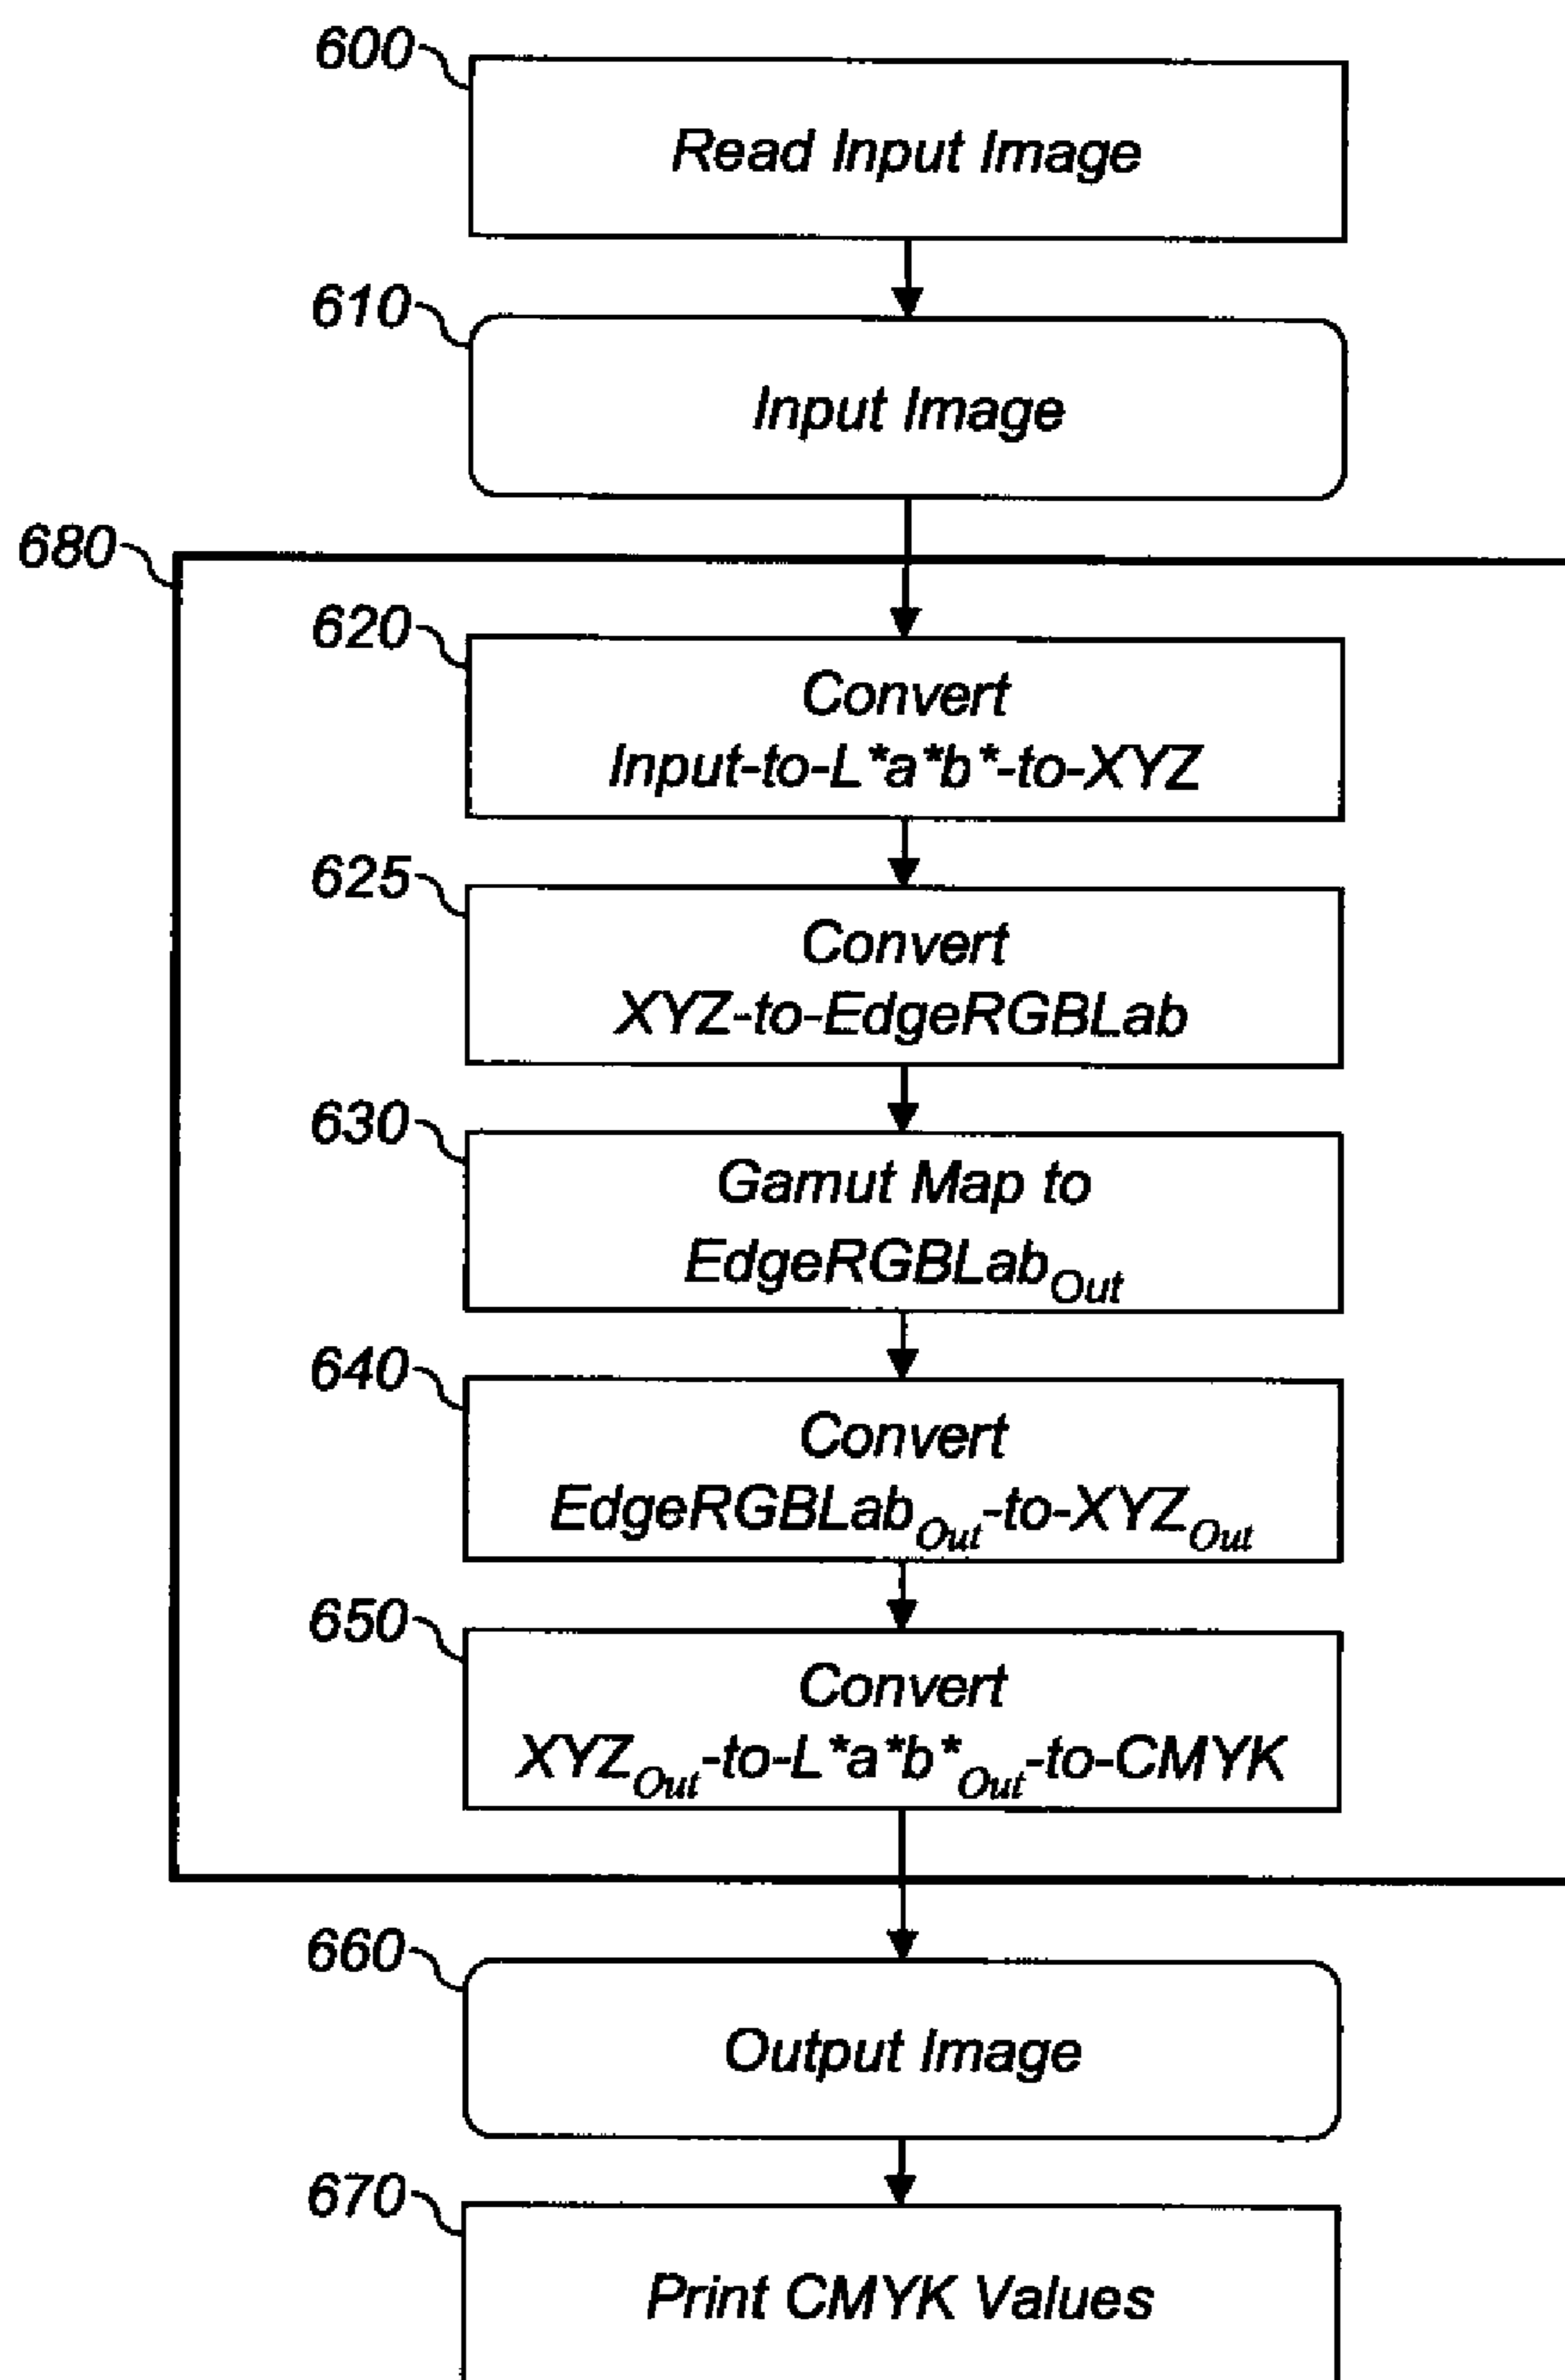 600
Read Input Image
610
Input Image
680
620
Convert
Input-to-L*a*b*-to-XYZ
625
Convert
XYZ-to-EdgeRGBLab
630
Gamut Map to
EdgeRGBLabOut
640
Convert
EdgeRGBLabOut-to-XYZOut
650
Convert
XYZOut-to-L*a*b*Out-to-CMYK
660
Output Image
670
Print CMYK Values